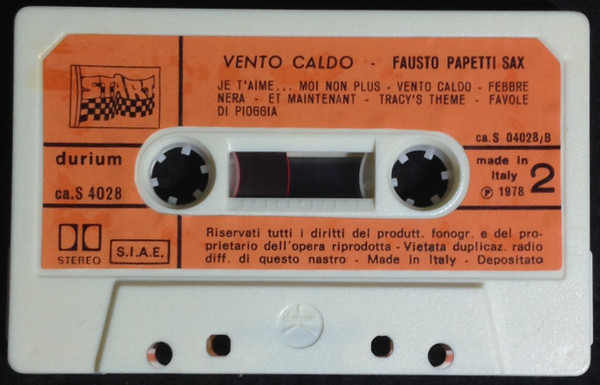 START
VENTO CALDO - FAUSTO PAPETTI SAX
JE T'AIME... MOI NON PLUS - VENTO CALDO - FEBBRE
NERA - ET MAINTENANT - TRACY'S THEME - FAVOLE
DI PIOGGIA
ca.S 04028/B
durium
ca.S 4028
made in
Italy
Ⓟ 1978
2
STEREO
S.I.A.E.
Riservati tutti i diritti del produtt. fonogr. e del pro-
prietario dell'opera riprodotta - Vietata duplicaz. radio
diff. di questo nastro - Made in Italy - Depositato